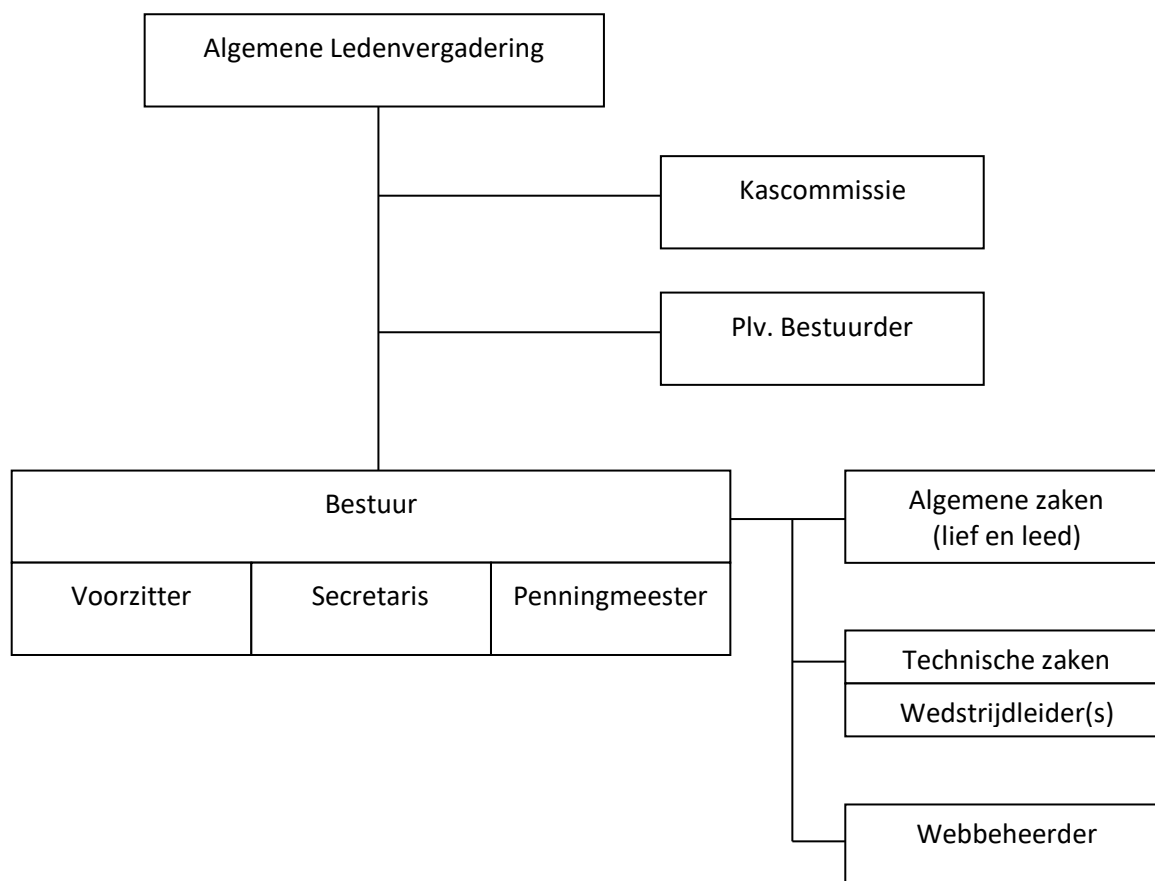 Algemene Ledenvergadering
Kascommissie
Plv. Bestuurder
Bestuur
Voorzitter
Secretaris
Penningmeester
Algemene zaken
(lief en leed)
Technische zaken
Wedstrijdleider(s)
Webbeheerder